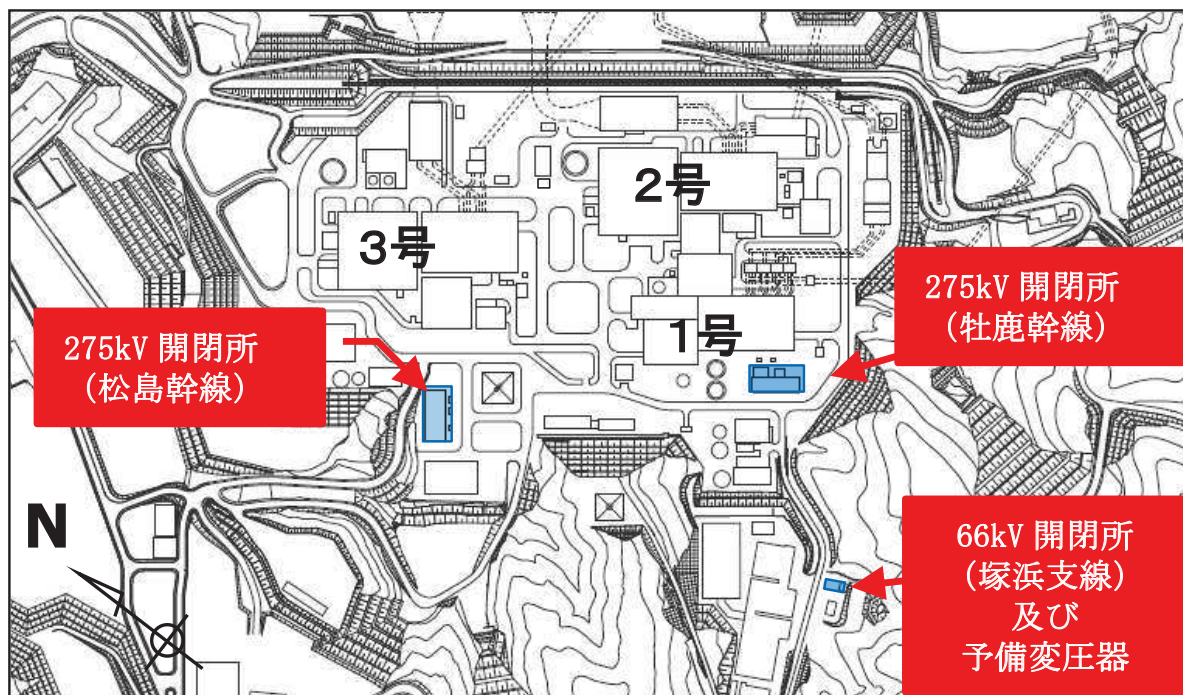 2号
3号
275kV 開閉所
(牡鹿幹線)
1号
275kV 開閉所
(松島幹線)
N
66kV 開閉所
(塚浜支線)
及び
予備変圧器